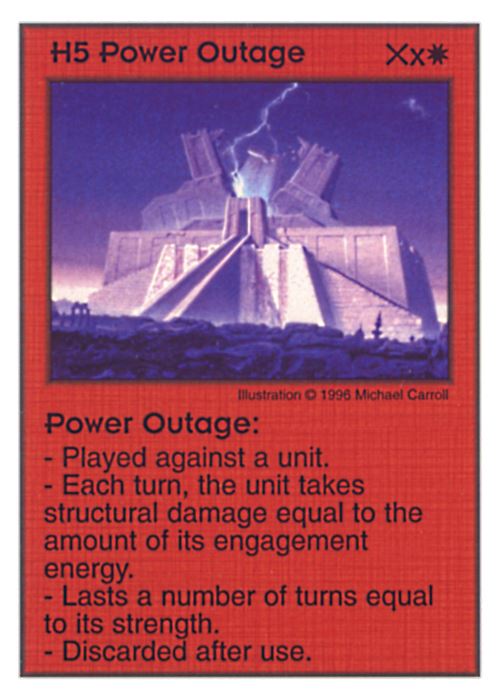 H5 Power Outage
Xx*
Illustration © 1996 Michael Carroll
Power Outage:
- Played against a unit.
- Each turn, the unit takes
structural damage equal to the
amount of its engagement
energy.
- Lasts a number of turns equal
to its strength.
- Discarded after use.